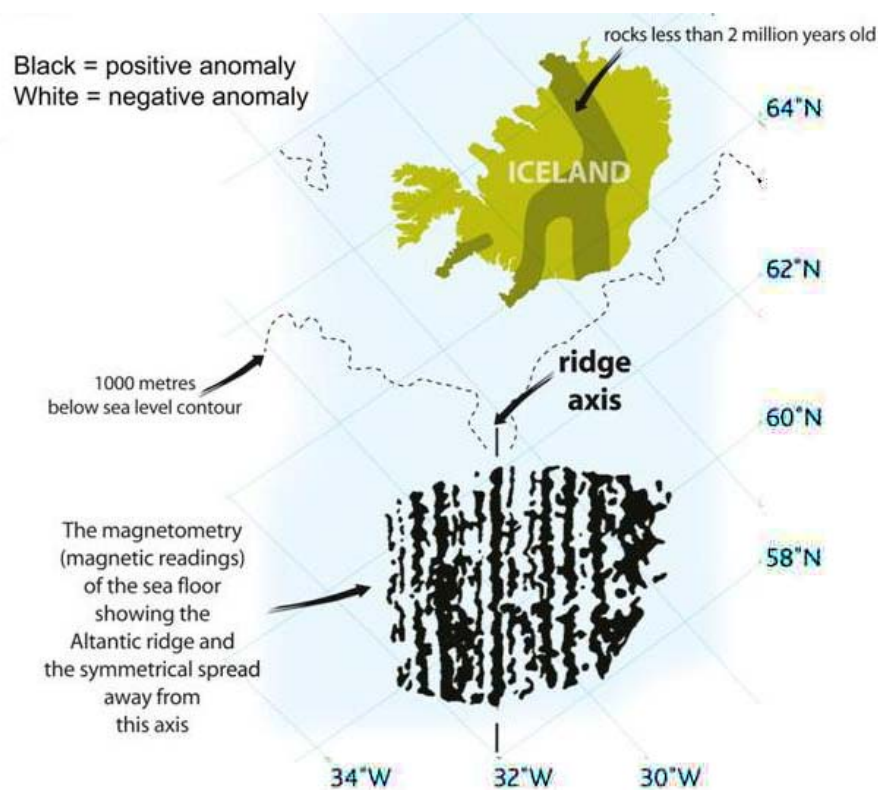 rocks less than 2 million years old
Black = positive anomaly
White = negative anomaly
64°N
ICELAND
62°N
ridge
axis
1000 metres
below sea level contour
60°N
The magnetometry
(magnetic readings)
of the sea floor
showing the
Altantic ridge and
the symmetrical spread
away from
this axis
58°N
34°W
32°W
30°W